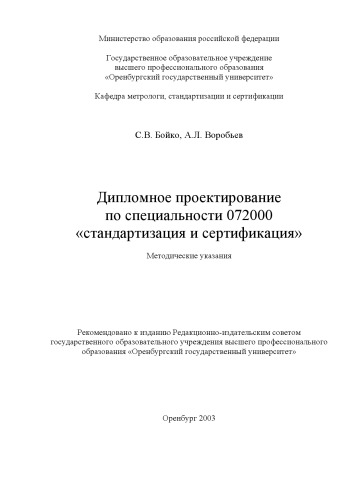 Министерство образования российской федерации
Государственное образовательное учреждение
высшего профессионального образования
«Оренбургский государственный университет»
Кафедра метрологи, стандартизации и сертификации
С.В. Бойко, А.Л. Воробьев
Дипломное проектирование
по специальности 072000
«стандартизация и сертификация»
Методические указания
Рекомендовано к изданию Редакционно-издательским советом
государственного образовательного учреждения высшего профессионального
образования «Оренбургский государственный университет»
Оренбург 2003